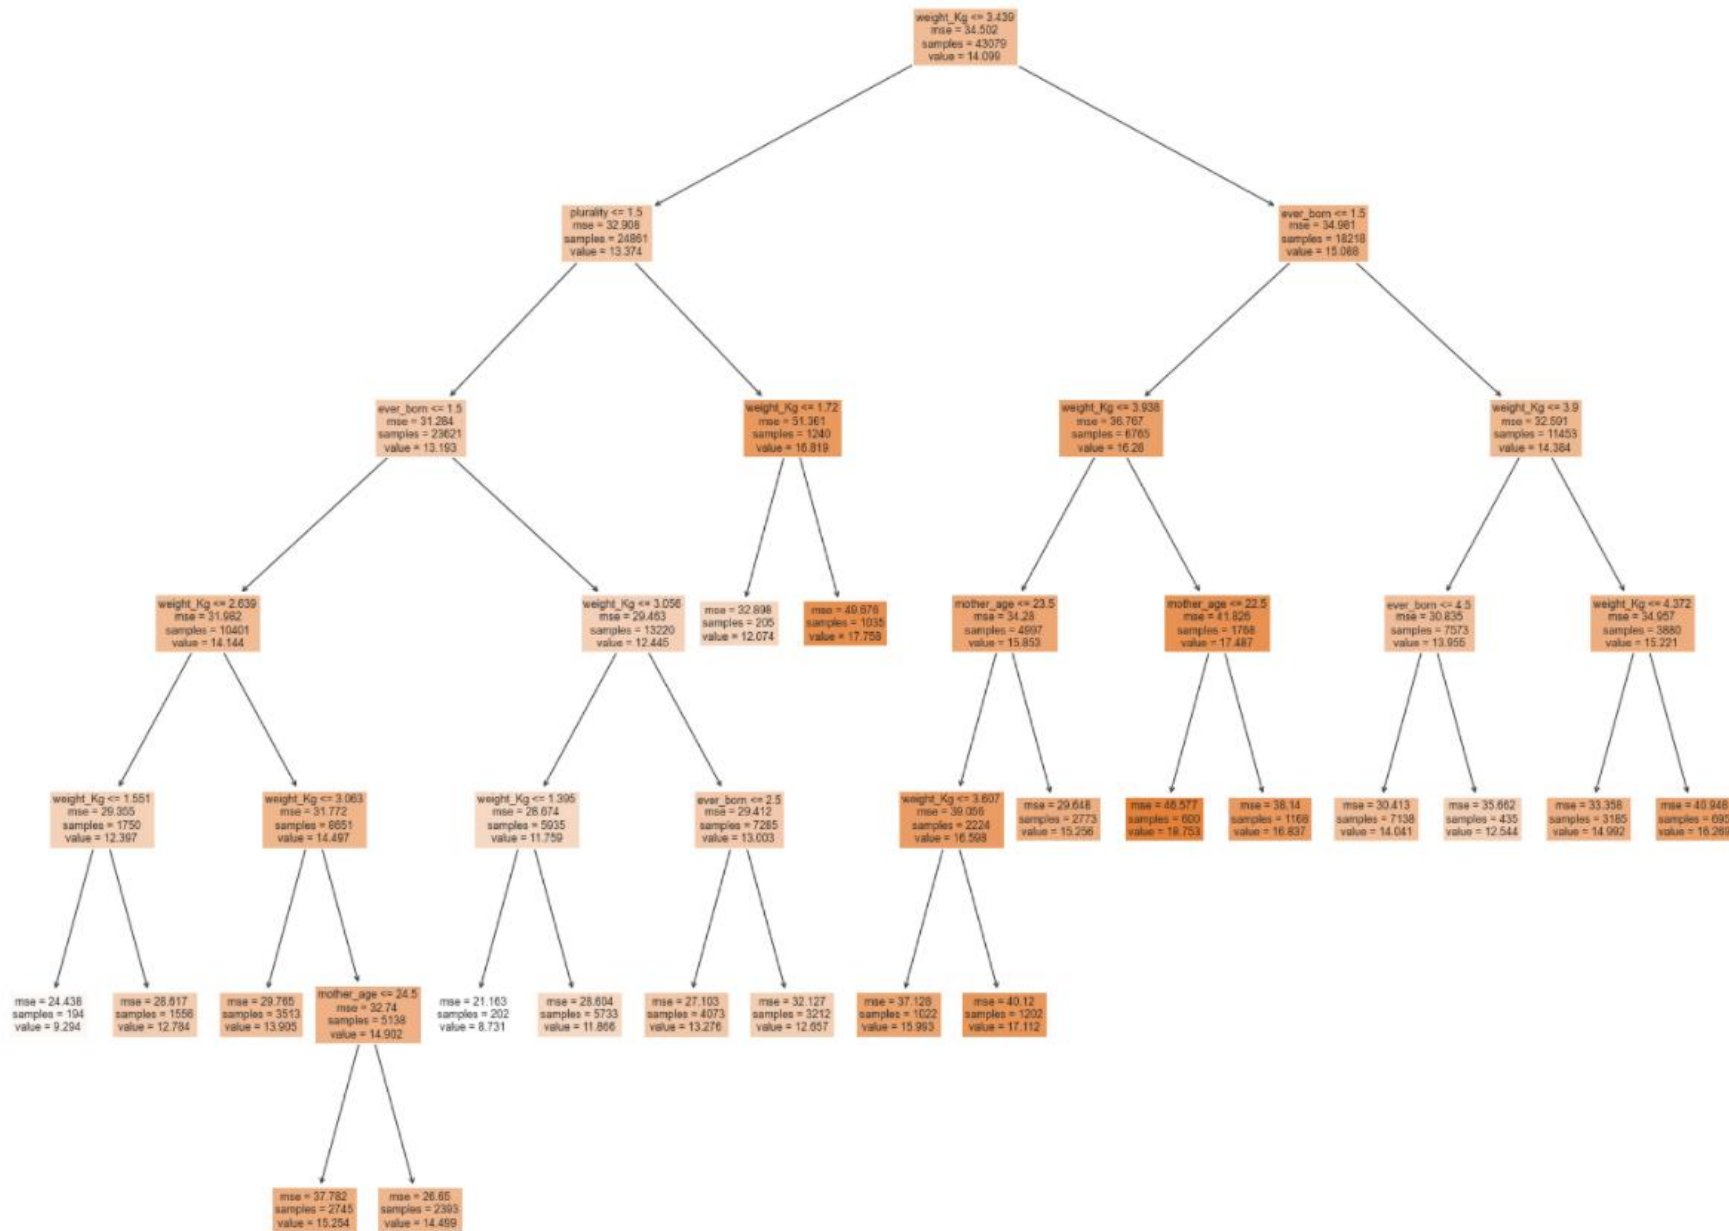 weight_Kg <= 3.439
mse = 34.502
samples = 43079
value = 14.099
plurality <= 1.5
mse = 32.908
samples = 24861
value = 13.374
ever_born <= 1.5
mse = 34.981
samples = 18218
value = 15.088
ever_born <= 1.5
mse = 31.284
samples = 23621
value = 13.193
weight_Kg <= 1.72
mse = 51.361
samples = 1240
value = 16.819
weight_Kg <= 3.938
mse = 36.767
samples = 6765
value = 16.28
weight_Kg <= 3.9
mse = 32.591
samples = 11453
value = 14.384
weight_Kg <= 2.639
mse = 31.982
samples = 10401
value = 14.144
weight_Kg <= 3.056
mse = 29.463
samples = 13220
value = 12.445
mse = 32.898
samples = 205
value = 12.074
mse = 49.676
samples = 1035
value = 17.758
mother_age <= 23.5
mse = 34.28
samples = 4997
value = 15.853
mother_age <= 22.5
mse = 41.826
samples = 1768
value = 17.487
ever_born <= 4.5
mse = 30.835
samples = 7573
value = 13.955
weight_Kg <= 4.372
mse = 34.957
samples = 3880
value = 15.221
weight_Kg <= 1.551
mse = 29.355
samples = 1750
value = 12.397
weight_Kg <= 3.063
mse = 31.772
samples = 8651
value = 14.497
weight_Kg <= 1.395
mse = 28.674
samples = 5935
value = 11.759
ever_born <= 2.5
mse = 29.412
samples = 7285
value = 13.003
weight_Kg <= 3.607
mse = 39.056
samples = 2224
value = 16.598
mse = 29.648
samples = 2773
value = 15.256
mse = 46.577
samples = 600
value = 18.753
mse = 38.14
samples = 1168
value = 16.837
mse = 30.413
samples = 7138
value = 14.041
mse = 35.662
samples = 435
value = 12.544
mse = 33.358
samples = 3185
value = 14.992
mse = 40.948
samples = 695
value = 16.269
mse = 24.438
samples = 194
value = 9.294
mse = 28.617
samples = 1556
value = 12.784
mse = 29.765
samples = 3513
value = 13.905
mother_age <= 24.5
mse = 32.74
samples = 5138
value = 14.902
mse = 21.163
samples = 202
value = 8.731
mse = 28.604
samples = 5733
value = 11.866
mse = 27.103
samples = 4073
value = 13.276
mse = 32.127
samples = 3212
value = 12.657
mse = 37.128
samples = 1022
value = 15.993
mse = 40.12
samples = 1202
value = 17.112
mse = 37.782
samples = 2745
value = 15.254
mse = 26.65
samples = 2393
value = 14.499